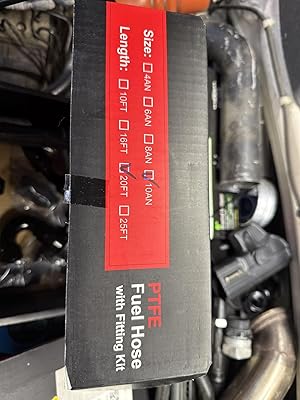 Size: ☐ 4AN ☐ 6AN ☐ 8AN ☑ 10AN
Length: ☐ 10FT ☐ 16FT ☑ 20FT ☐ 25FT
PTFE
Fuel Hose
with Fitting Kit